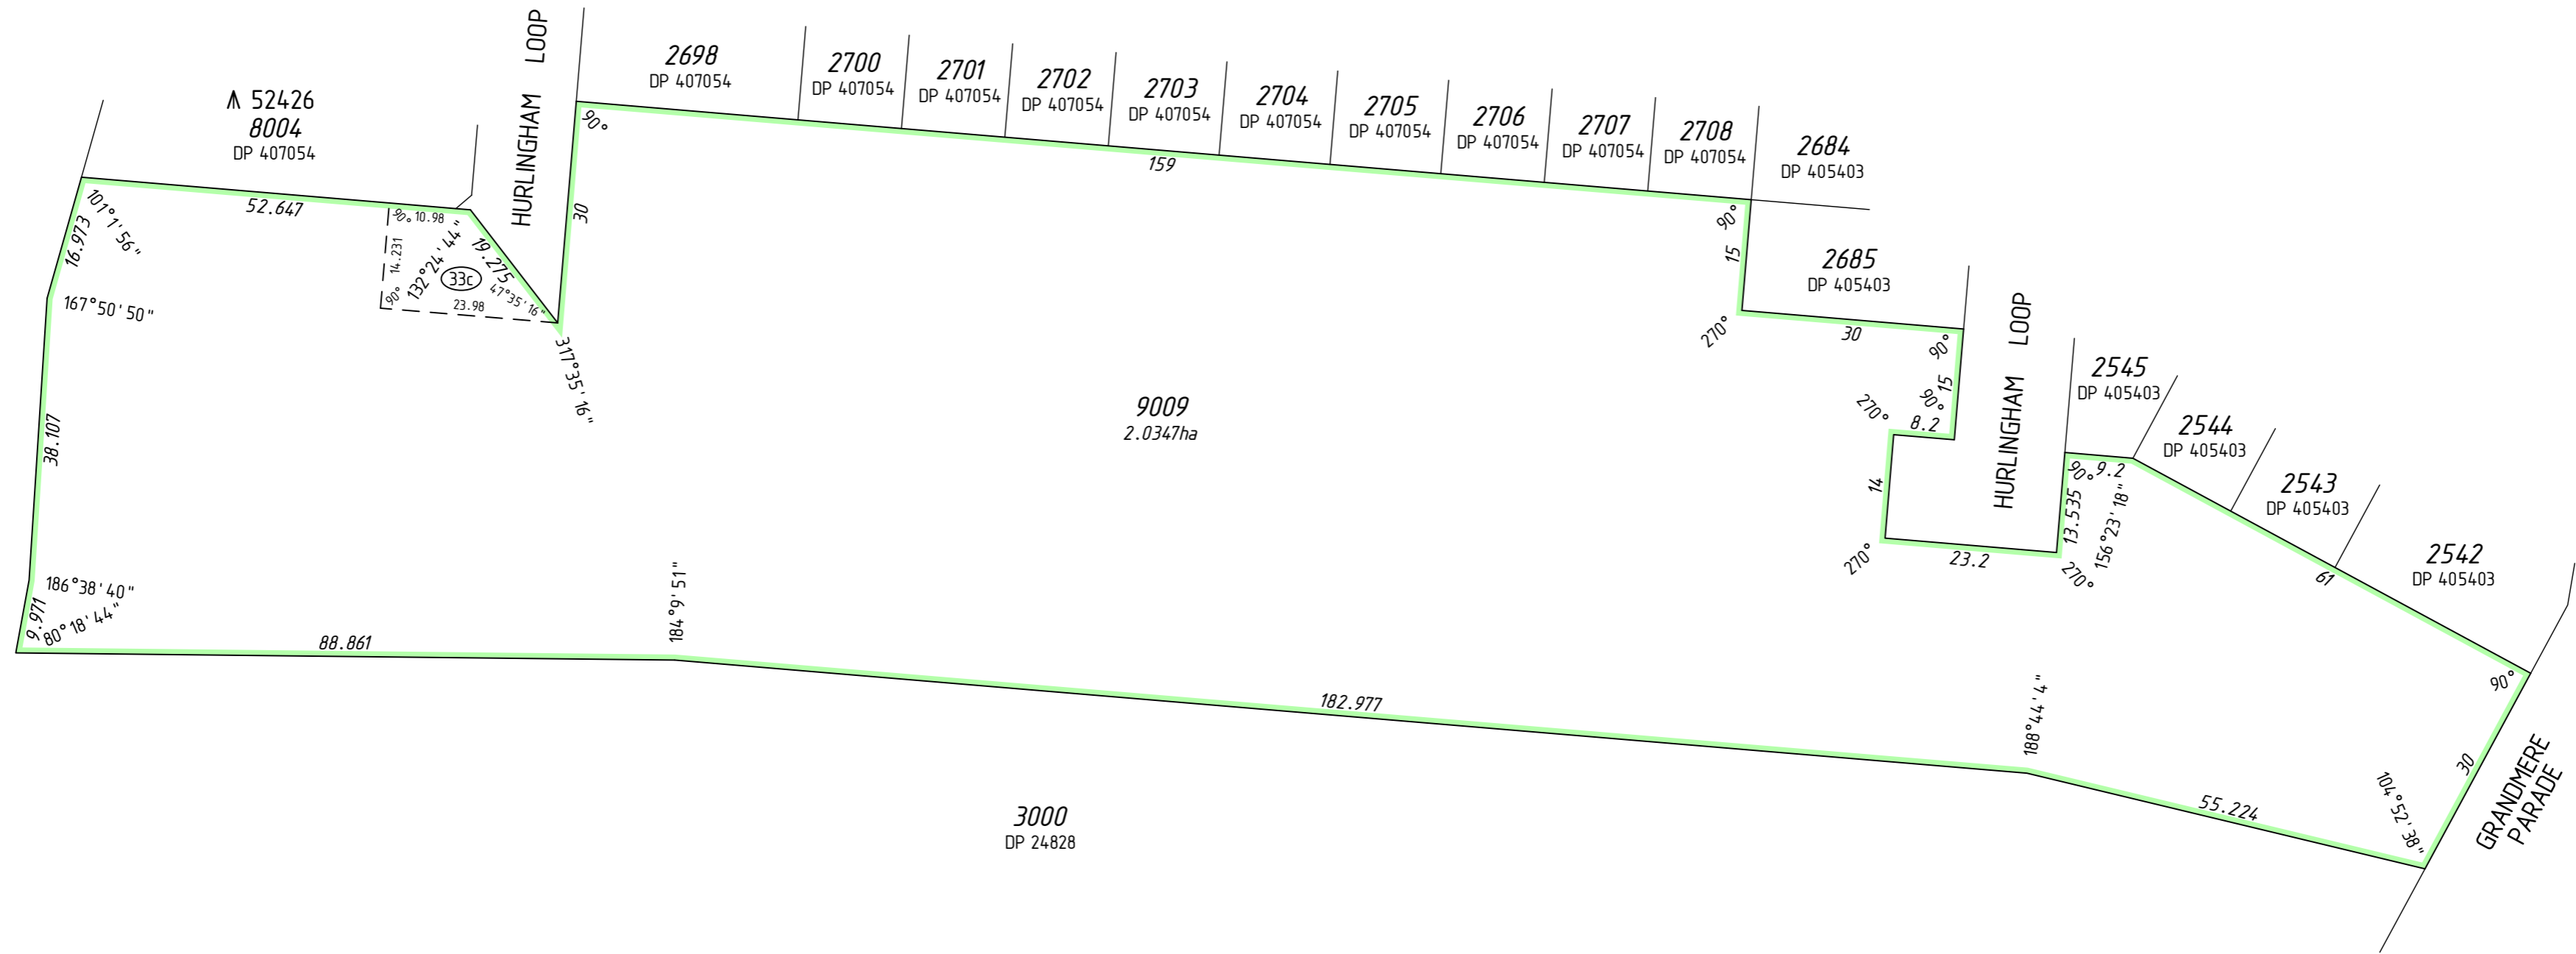 ⩚ 52426
8004
DP 407054
HURLINGHAM LOOP
2698
DP 407054
2700
DP 407054
2701
DP 407054
2702
DP 407054
2703
DP 407054
2704
DP 407054
2705
DP 407054
2706
DP 407054
2707
DP 407054
2708
DP 407054
2684
DP 405403
2685
DP 405403
HURLINGHAM LOOP
2545
DP 405403
2544
DP 405403
2543
DP 405403
2542
DP 405403
52.647
101°1'56"
16.973
167°50'50"
38.107
186°38'40"
9.971
80°18'44"
88.861
184°9'51"
90°
10.98
14.231
132°24'44"
19.275
33c
90°
23.98
47°35'16"
317°35'16"
30
90°
159
90°
15
270°
30
90°
15
90°
270°
8.2
14
270°
23.2
270°
13.535
90°
9.2
156°23'18"
61
90°
30
104°52'38"
55.224
188°44'4"
182.977
9009
2.0347ha
3000
DP 24828
GRANDMERE
PARADE